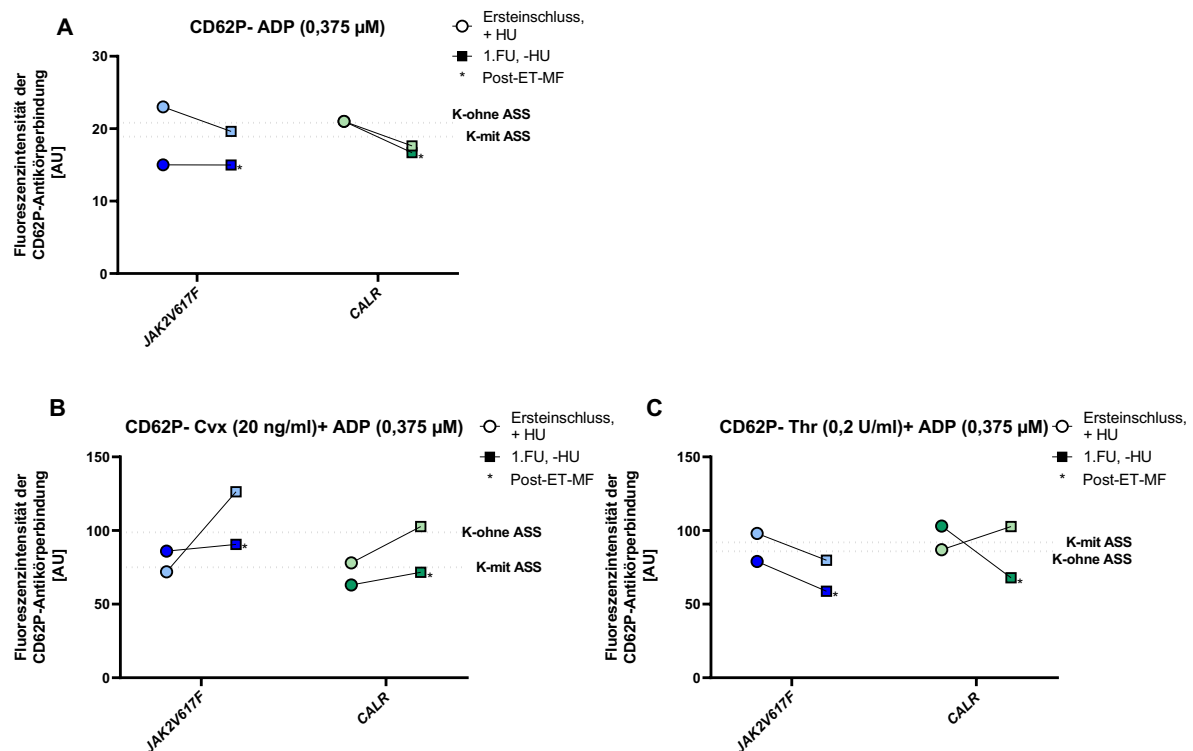 A
CD62P- ADP (0,375 µM)
Ersteinschluss,
+ HU
1.FU, -HU
* Post-ET-MF
Fluoreszenzintensität der
CD62P-Antikörperbindung
[AU]
30
20
10
0
K-ohne ASS
K-mit ASS
*
*
JAK2V617F
CALR
B
CD62P- Cvx (20 ng/ml)+ ADP (0,375 µM)
Ersteinschluss,
+ HU
1.FU, -HU
* Post-ET-MF
Fluoreszenzintensität der
CD62P-Antikörperbindung
[AU]
150
100
50
0
K-ohne ASS
K-mit ASS
*
*
JAK2V617F
CALR
C
CD62P- Thr (0,2 U/ml)+ ADP (0,375 µM)
Ersteinschluss,
+ HU
1.FU, -HU
* Post-ET-MF
Fluoreszenzintensität der
CD62P-Antikörperbindung
[AU]
150
100
50
0
K-mit ASS
K-ohne ASS
*
*
JAK2V617F
CALR